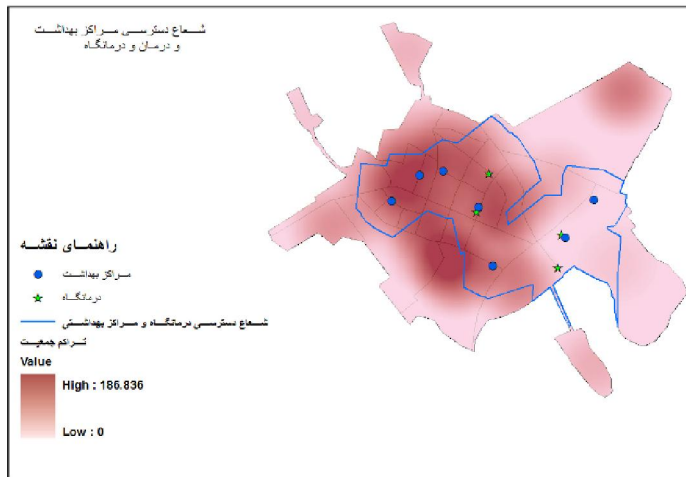 شعاع دسترسی مراکز بهداشت
و درمان و درمانگاه
راهنمای نقشه
مراکز بهداشت
درمانگاه
شعاع دسترسی درمانگاه و مراکز بهداشتی
تراکم جمعیت
Value
High : 186.836
Low : 0